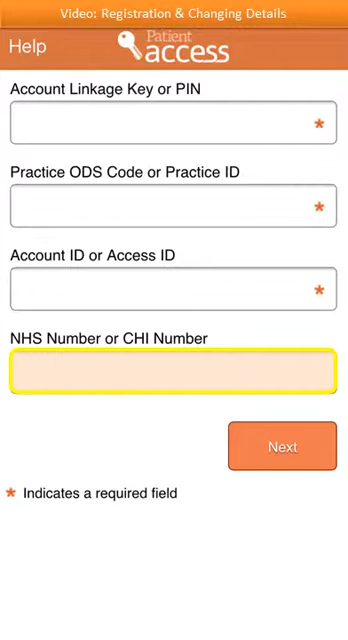 Video: Registration & Changing Details
Help
Patient
access
Account Linkage Key or PIN
*
Practice ODS Code or Practice ID
*
Account ID or Access ID
*
NHS Number or CHI Number
Next
* Indicates a required field